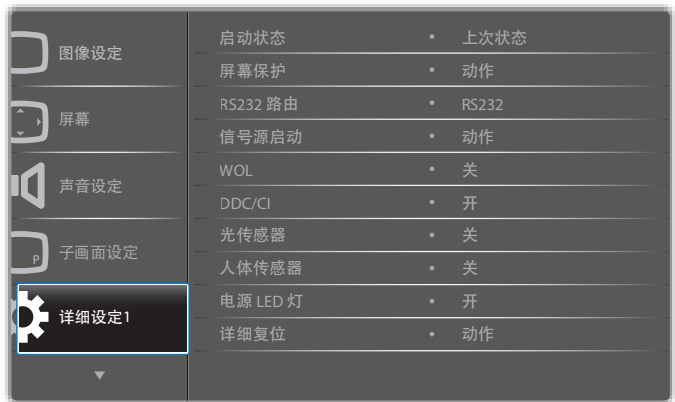 图像设定
屏幕
声音设定
P
子画面设定
详细设定1
启动状态 • 上次状态
屏幕保护 • 动作
RS232 路由 • RS232
信号源启动 • 动作
WOL • 关
DDC/CI • 开
光传感器 • 关
人体传感器 • 关
电源 LED 灯 • 开
详细复位 • 动作